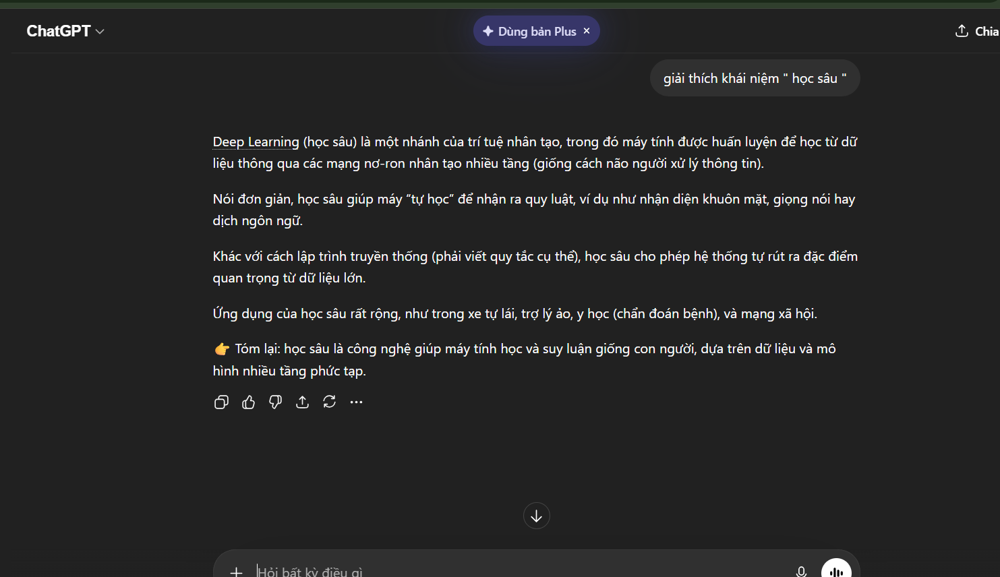 ChatGPT
Dùng bản Plus
Chia
giải thích khái niệm " học sâu "
Deep Learning (học sâu) là một nhánh của trí tuệ nhân tạo, trong đó máy tính được huấn luyện để học từ dữ
liệu thông qua các mạng nơ-ron nhân tạo nhiều tầng (giống cách não người xử lý thông tin).
Nói đơn giản, học sâu giúp máy “tự học” để nhận ra quy luật, ví dụ như nhận diện khuôn mặt, giọng nói hay
dịch ngôn ngữ.
Khác với cách lập trình truyền thống (phải viết quy tắc cụ thể), học sâu cho phép hệ thống tự rút ra đặc điểm
quan trọng từ dữ liệu lớn.
Ứng dụng của học sâu rất rộng, như trong xe tự lái, trợ lý ảo, y học (chẩn đoán bệnh), và mạng xã hội.
👉 Tóm lại: học sâu là công nghệ giúp máy tính học và suy luận giống con người, dựa trên dữ liệu và mô
hình nhiều tầng phức tạp.
Hỏi bất kỳ điều gì